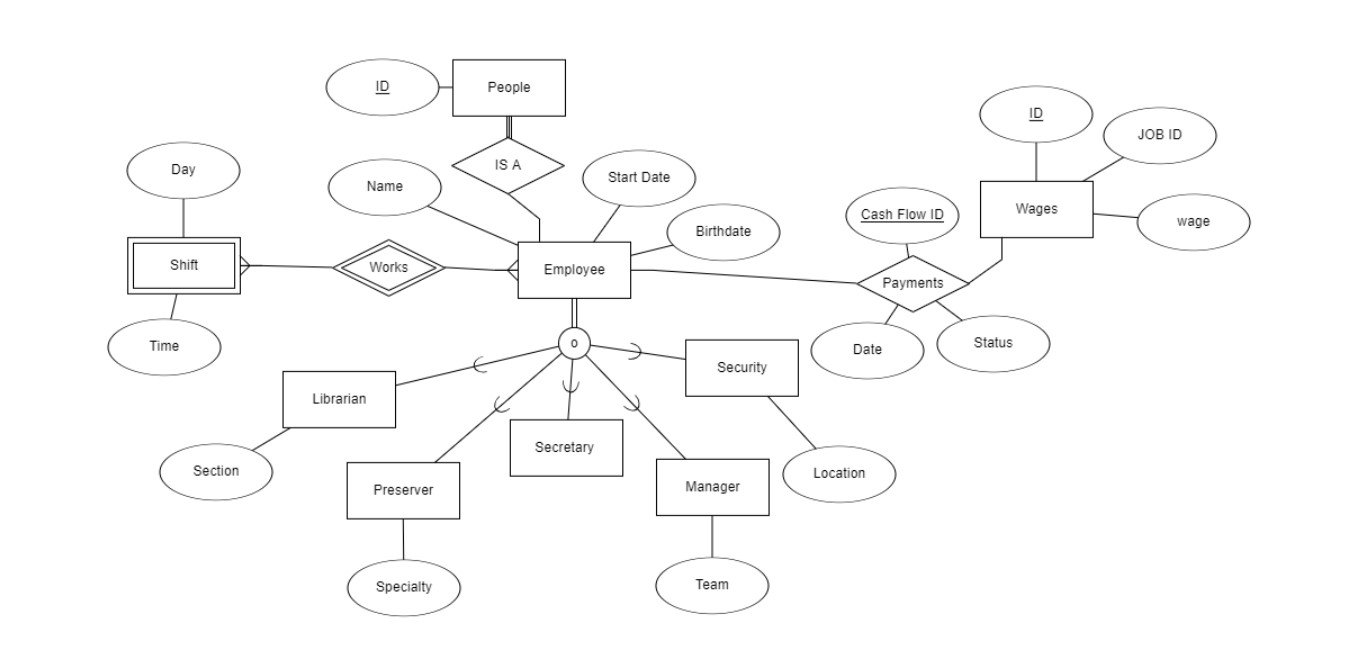 ID
People
ID
JOB ID
Day
IS A
Start Date
Name
Cash Flow ID
Wages
wage
Birthdate
Shift
Works
Employee
Payments
Time
o
Date
Status
Security
Librarian
Secretary
Section
Location
Preserver
Manager
Specialty
Team